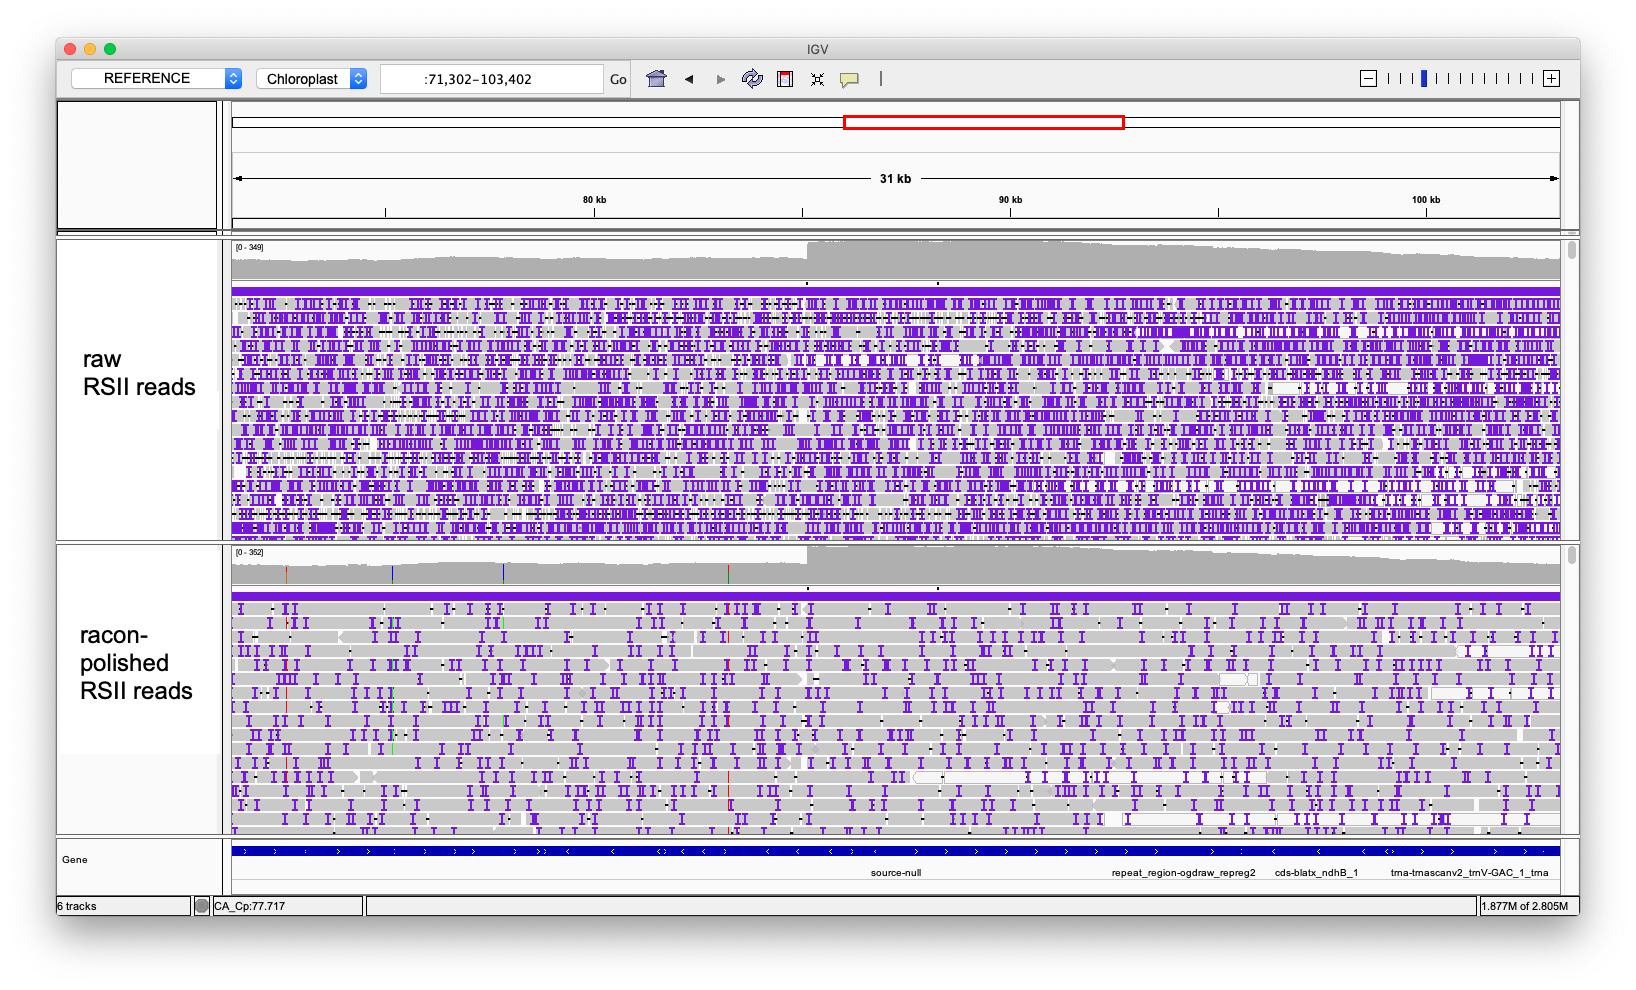 IGV
REFERENCE Chloroplast :71,302-103,402 Go
31 kb
80 kb 90 kb 100 kb
[0 - 349]
raw
RSII reads
[0 - 352]
racon-
polished
RSII reads
Gene
source-null repeat_region-ogdraw_repreg2 cds-blatx_ndhB_1 trna-trnascanv2_trnV-GAC_1_trna
6 tracks CA_Cp:77.717 1.877M of 2.805M